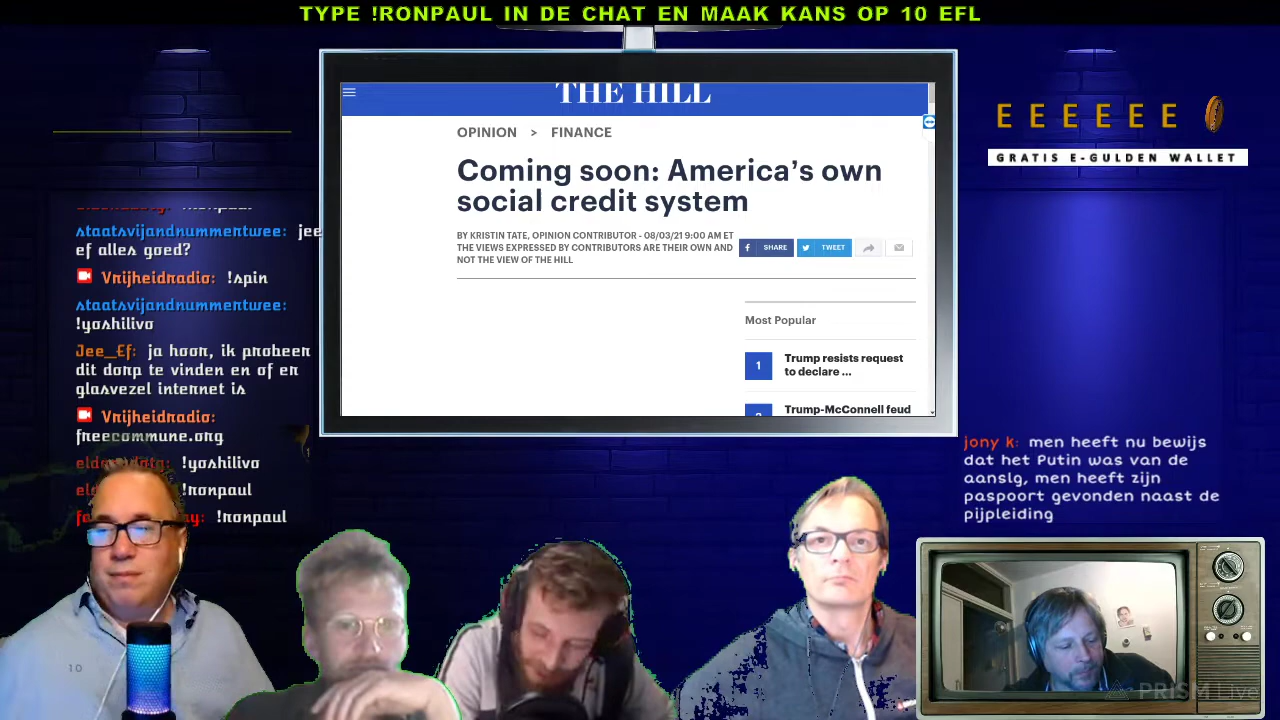 TYPE !RONPAUL IN DE CHAT EN MAAK KANS OP 10 EFL
THE HILL
OPINION > FINANCE
Coming soon: America's own
social credit system
BY KRISTIN TATE, OPINION CONTRIBUTOR - 08/03/21 9:00 AM ET
THE VIEWS EXPRESSED BY CONTRIBUTORS ARE THEIR OWN AND
NOT THE VIEW OF THE HILL
SHARE
TWEET
Most Popular
1
Trump resists request
to declare ...
Trump-McConnell feud
E E E E E E
GRATIS E-GULDEN WALLET
staatsvijandnummertwee: jee
ef alles goed?
Vrijheidradio: !spin
staatsvijandnummertwee:
!yoshilivo
Jee_Ef: ja hoor, ik probeer
dit dorp te vinden en of er
glasvezel internet is
Vrijheidradio:
freecommune.org
!yoshilivo
!ronpaul
!ronpaul
jony k: men heeft nu bewijs
dat het Putin was van de
aanslg, men heeft zijn
paspoort gevonden naast de
pijpleiding
10
PRISM Live